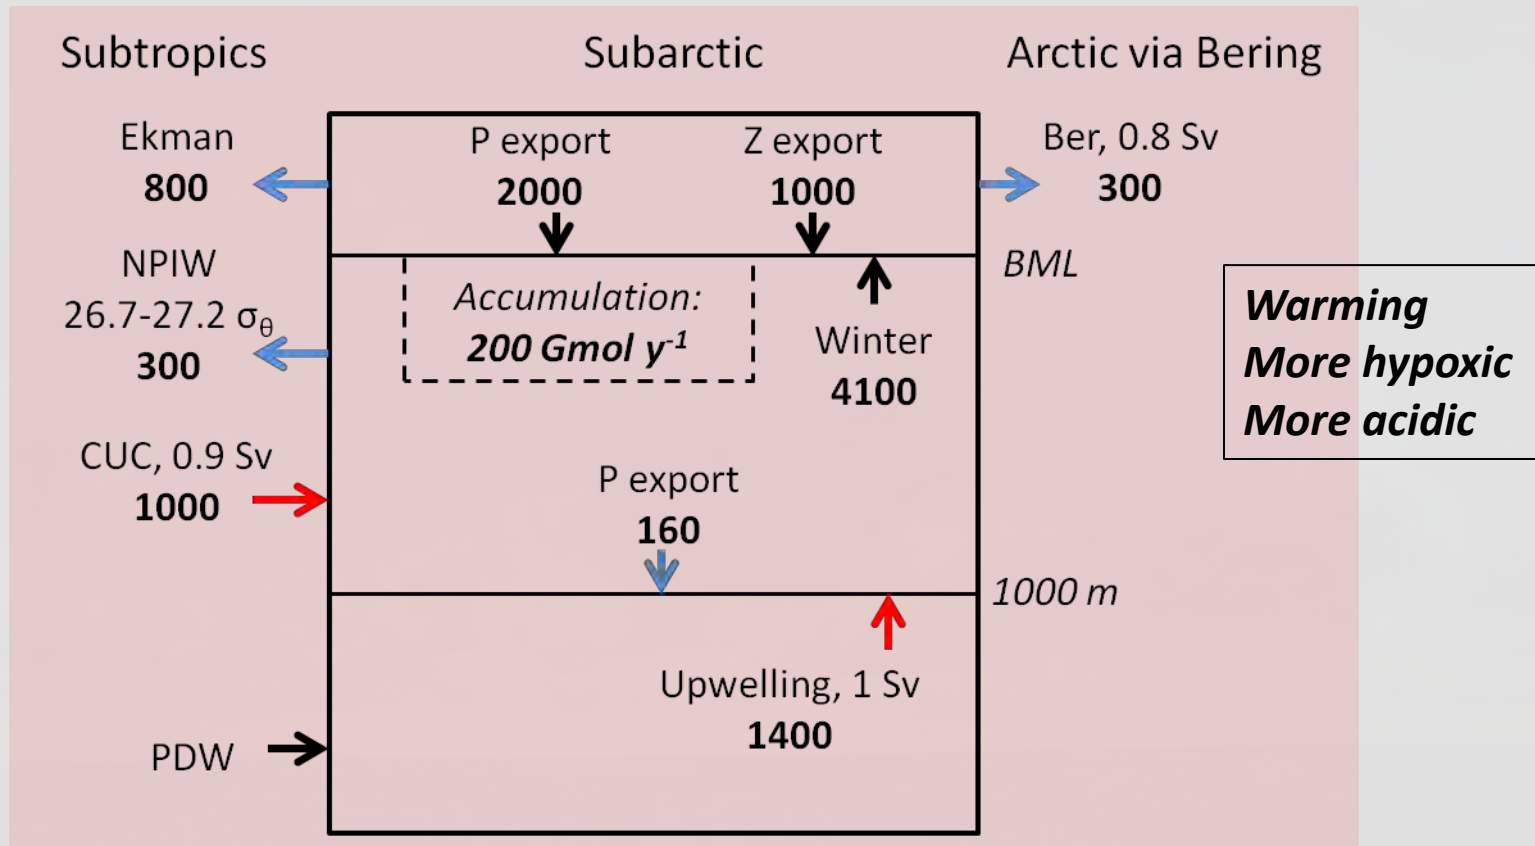 Subtropics
Subarctic
Arctic via Bering
Ekman
800
P export
2000
Z export
1000
Ber, 0.8 Sv
300
NPIW
26.7-27.2 σθ
300
Accumulation:
200 Gmol y-1
Winter
4100
BML
Warming
More hypoxic
More acidic
CUC, 0.9 Sv
1000
P export
160
1000 m
Upwelling, 1 Sv
1400
PDW